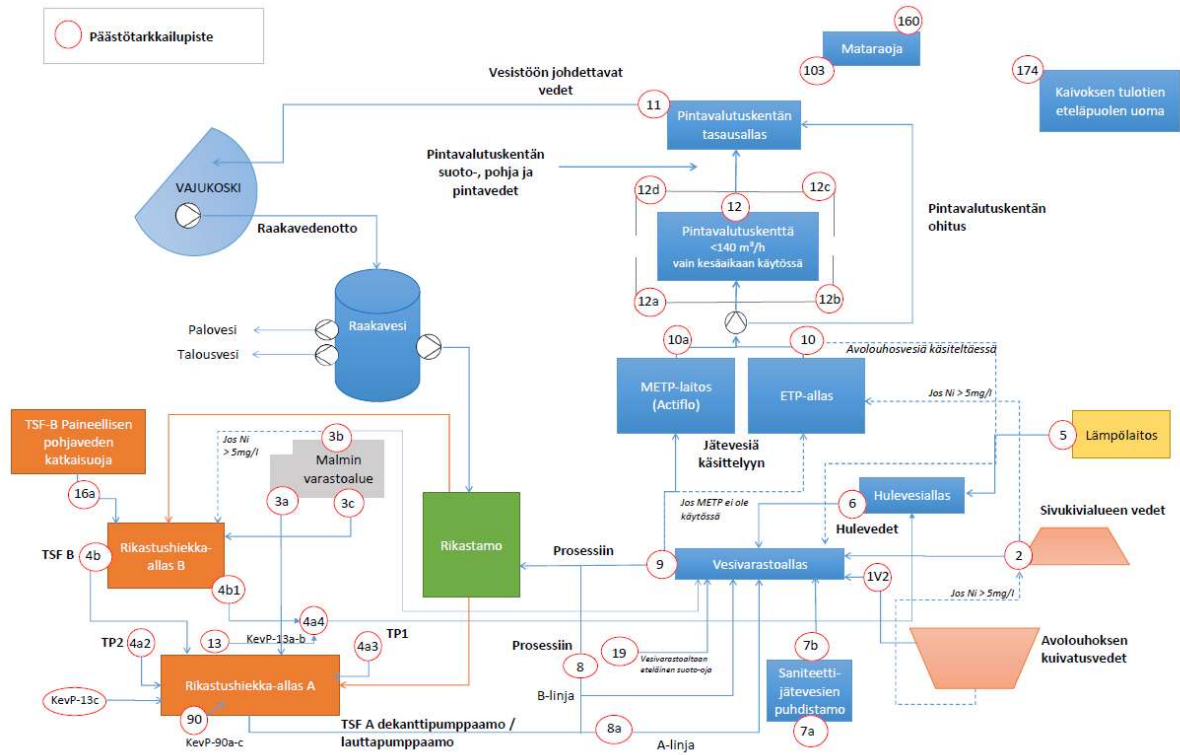 Päästötarkkailupiste
160
Mataraoja
103
174
Kaivoksen tulotien
eteläpuolen uoma
Vesistöön johdettavat
vedet
11
Pintavalutuskentän
tasausallas
Pintavalutuskentän
suoto-, pohja ja
pintavedet
12d
12c
12
VAJUKOSKI
Raakavedenotto
Pintavalutuskenttä
<140 m³/h
vain kesäaikaan käytössä
Pintavalutuskentän
ohitus
12a
12b
Raakavesi
Palovesi
Talousvesi
10a
10
Avolouhosvesiä käsiteltäessä
METP-laitos
(Actiflo)
ETP-allas
Jos Ni > 5mg/l
TSF-B Paineellisen
pohjaveden
katkaisuoja
Jos Ni
> 5mg/l
3b
Malmin
varastoalue
Jätevesiä
käsittelyyn
5
Lämpölaitos
16a
3a
3c
Jos METP ei ole
käytössä
6
Hulevesiallas
Hulevedet
Sivukivialueen vedet
TSF B
4b
Rikastushiekka-
allas B
Rikastamo
Prosessiin
9
Vesivarastoallas
2
4b1
1V2
Jos Ni > 5mg/l
4a4
TP2
4a2
13
KevP-13a-b
4a3
TP1
Prosessiin
19
Vesivarastoaltaan
eteläinen suoto-oja
7b
Avolouhoksen
kuivatusvedet
8
Rikastushiekka-allas A
Saniteetti-
jätevesien
puhdistamo
KevP-13c
B-linja
90
KevP-90a-c
TSF A dekanttipumppaamo /
lauttapumppaamo
8a
A-linja
7a